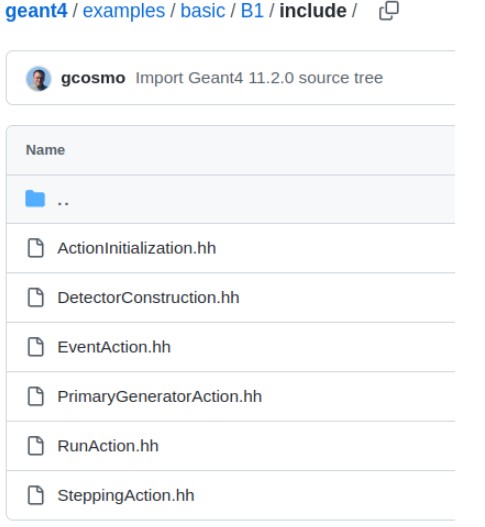 geant4 / examples / basic / B1 / include /
gcosmo Import Geant4 11.2.0 source tree
Name
..
ActionInitialization.hh
DetectorConstruction.hh
EventAction.hh
PrimaryGeneratorAction.hh
RunAction.hh
SteppingAction.hh